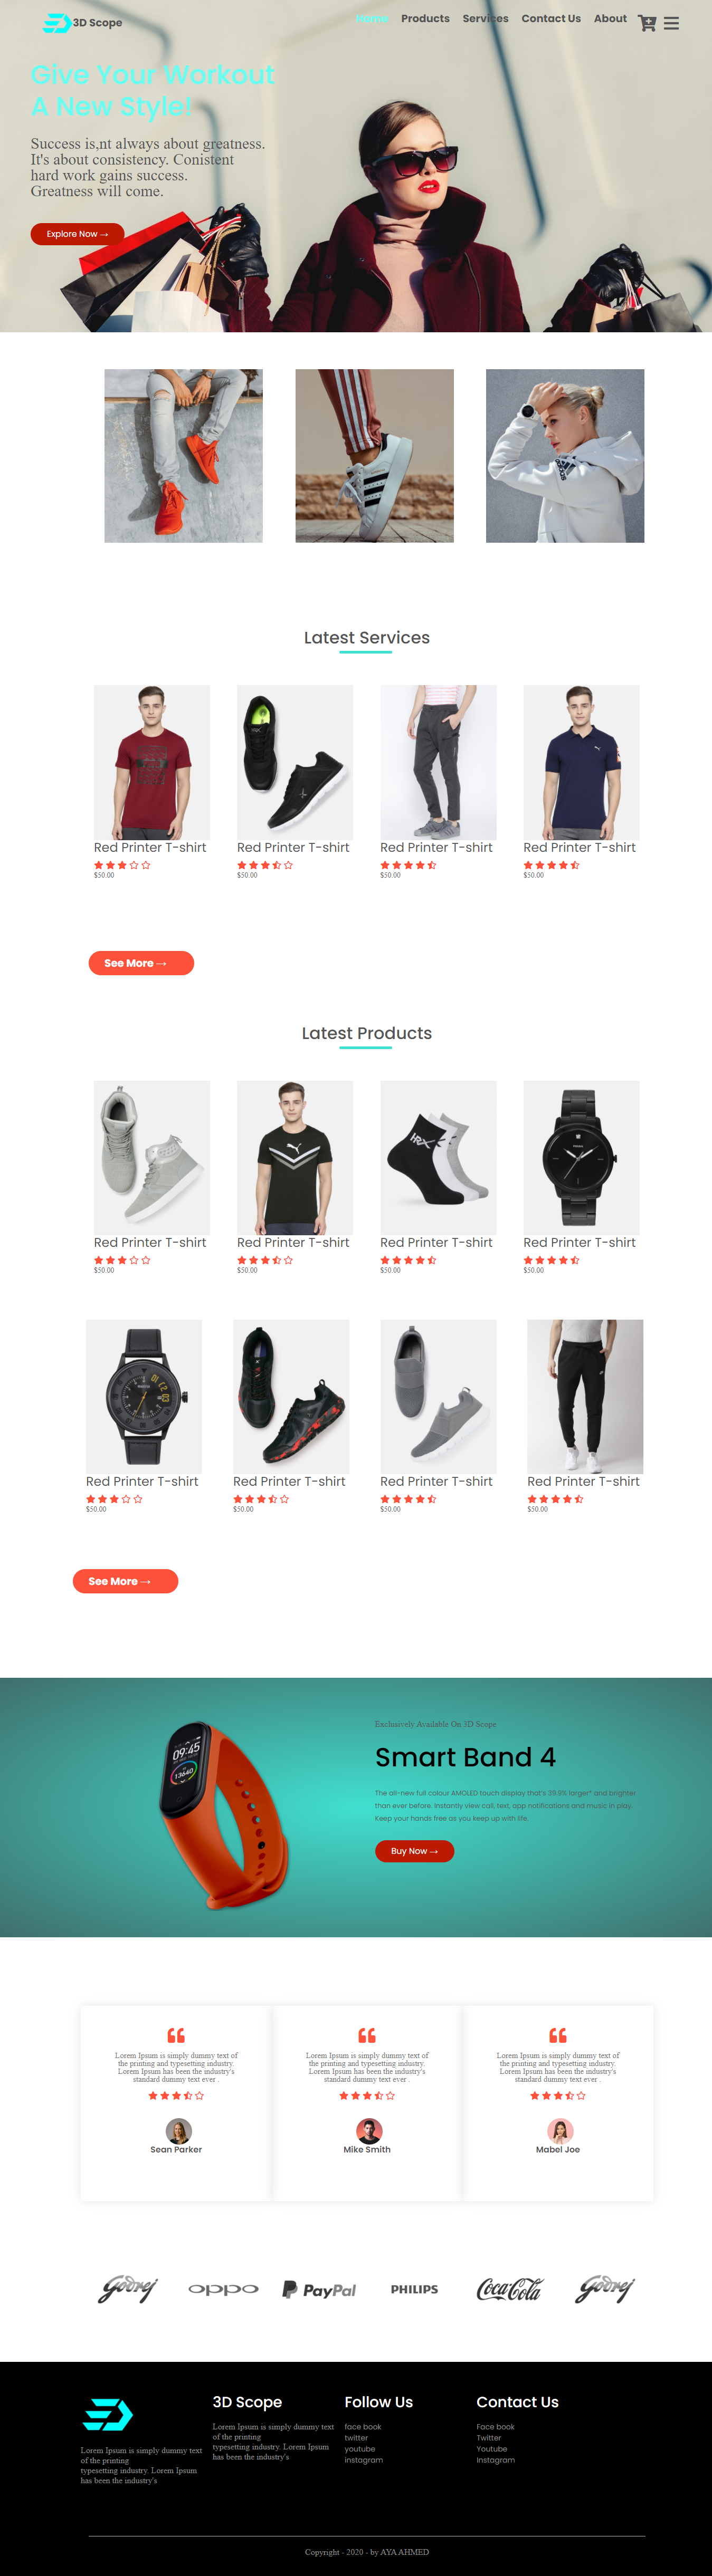 3D Scope
Home Products Services Contact Us About
Give Your Workout
A New Style!
Success is,nt always about greatness.
It's about consistency. Conistent
hard work gains success.
Greatness will come.
Explore Now →
Latest Services
Red Printer T-shirt Red Printer T-shirt Red Printer T-shirt Red Printer T-shirt
$50.00 $50.00 $50.00 $50.00
See More →
Latest Products
HRX
Red Printer T-shirt Red Printer T-shirt Red Printer T-shirt Red Printer T-shirt
$50.00 $50.00 $50.00 $50.00
Red Printer T-shirt Red Printer T-shirt Red Printer T-shirt Red Printer T-shirt
$50.00 $50.00 $50.00 $50.00
See More →
09:45
13640
Exclusively Available On 3D Scope
Smart Band 4
The all-new full colour AMOLED touch display that's 39.9% larger* and brighter
than ever before. Instantly view call, text, app notifications and music in play.
Keep your hands free as you keep up with life.
Buy Now →
Lorem Ipsum is simply dummy text of
the printing and typesetting industry.
Lorem Ipsum has been the industry's
standard dummy text ever .
Sean Parker
Lorem Ipsum is simply dummy text of
the printing and typesetting industry.
Lorem Ipsum has been the industry's
standard dummy text ever .
Mike Smith
Lorem Ipsum is simply dummy text of
the printing and typesetting industry.
Lorem Ipsum has been the industry's
standard dummy text ever .
Mabel Joe
Godrej oppo PayPal PHILIPS Coca-Cola Godrej
Lorem Ipsum is simply dummy text
of the printing
typesetting industry. Lorem Ipsum
has been the industry's
3D Scope
Lorem Ipsum is simply dummy text
of the printing
typesetting industry. Lorem Ipsum
has been the industry's
Follow Us
face book
twitter
youtube
instagram
Contact Us
Face book
Twitter
Youtube
Instagram
Copyright - 2020 - by AYA AHMED